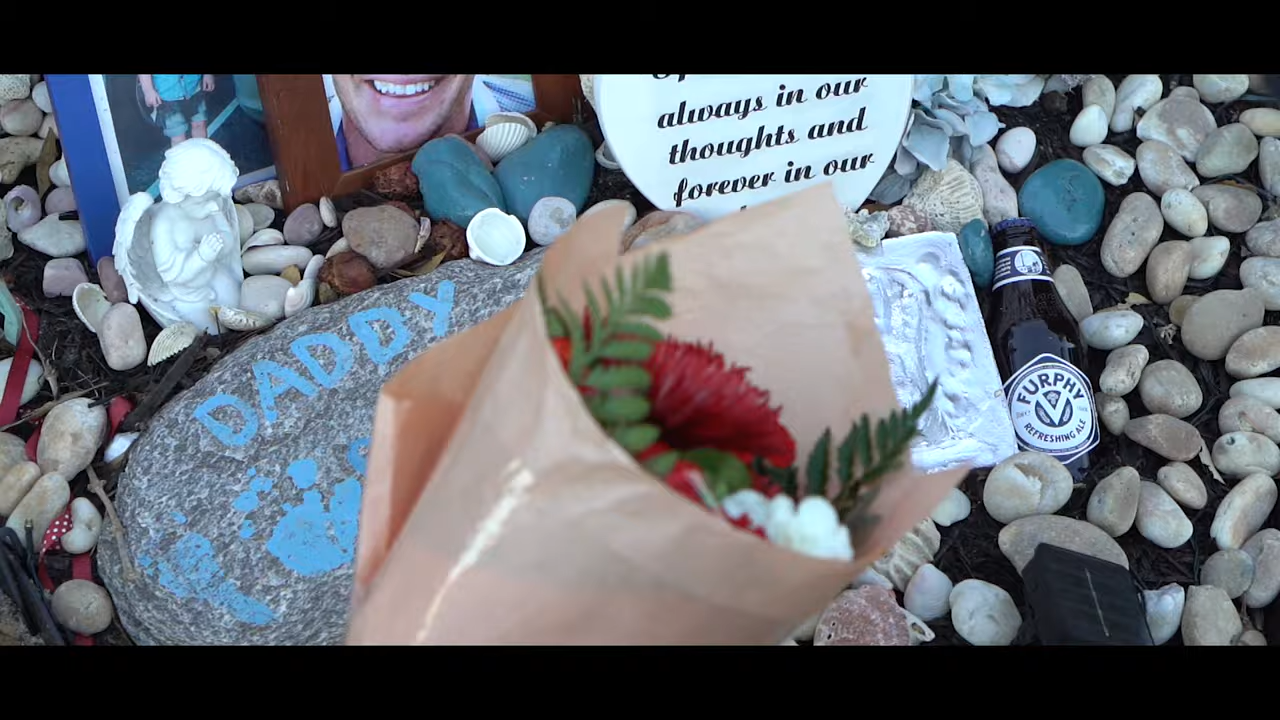 always in our
thoughts and
forever in our
DADDY
FURPHY
REFRESHING ALE